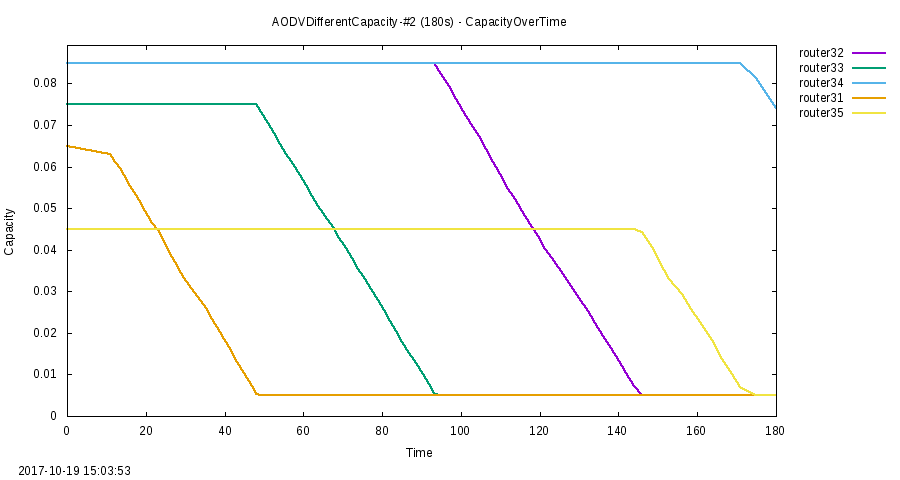 AODVDifferentCapacity-#2 (180s) - CapacityOverTime
router32
router33
router34
router31
router35
0.08
0.07
0.06
0.05
0.04
0.03
0.02
0.01
0
Capacity
0 20 40 60 80 100 120 140 160 180
Time
2017-10-19 15:03:53